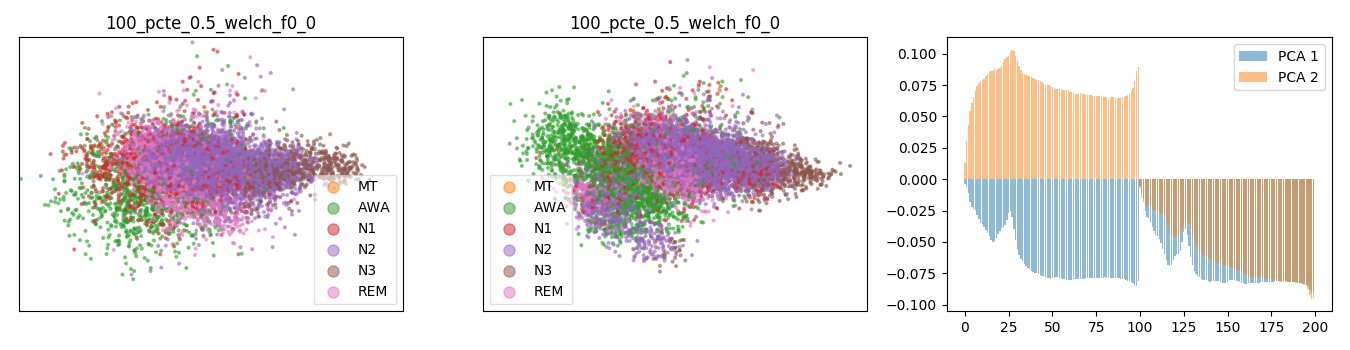 100_pcte_0.5_welch_f0_0
MT
AWA
N1
N2
N3
REM
100_pcte_0.5_welch_f0_0
MT
AWA
N1
N2
N3
REM
PCA 1
PCA 2
0.100
0.075
0.050
0.025
0.000
−0.025
−0.050
−0.075
−0.100
0 25 50 75 100 125 150 175 200